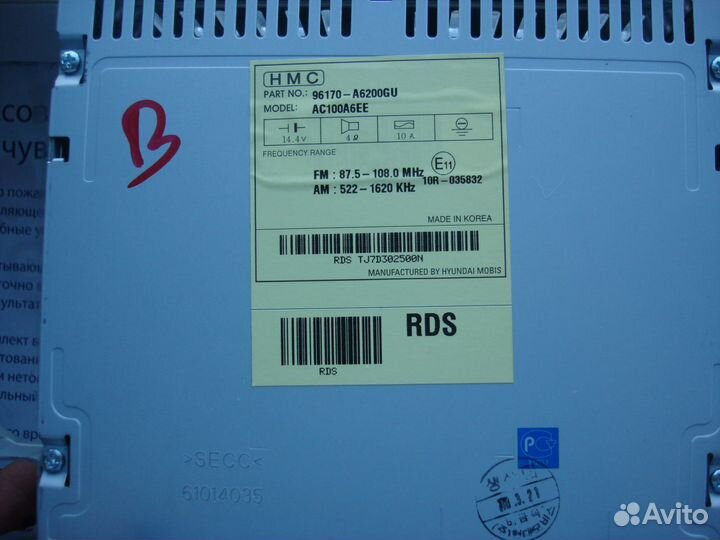 HMC
PART NO.: 96170-A6200GU
MODEL: AC100A6EE
14.4V 4Ω 10A
FREQUENCY RANGE
FM : 87.5-108.0 MHz
AM : 522-1620 KHz
E11
10R-035832
MADE IN KOREA
RDS TJ7D302500N
MANUFACTURED BY HYUNDAI MOBIS
RDS
RDS
B
>SECC<
61014035
3.21
Avito